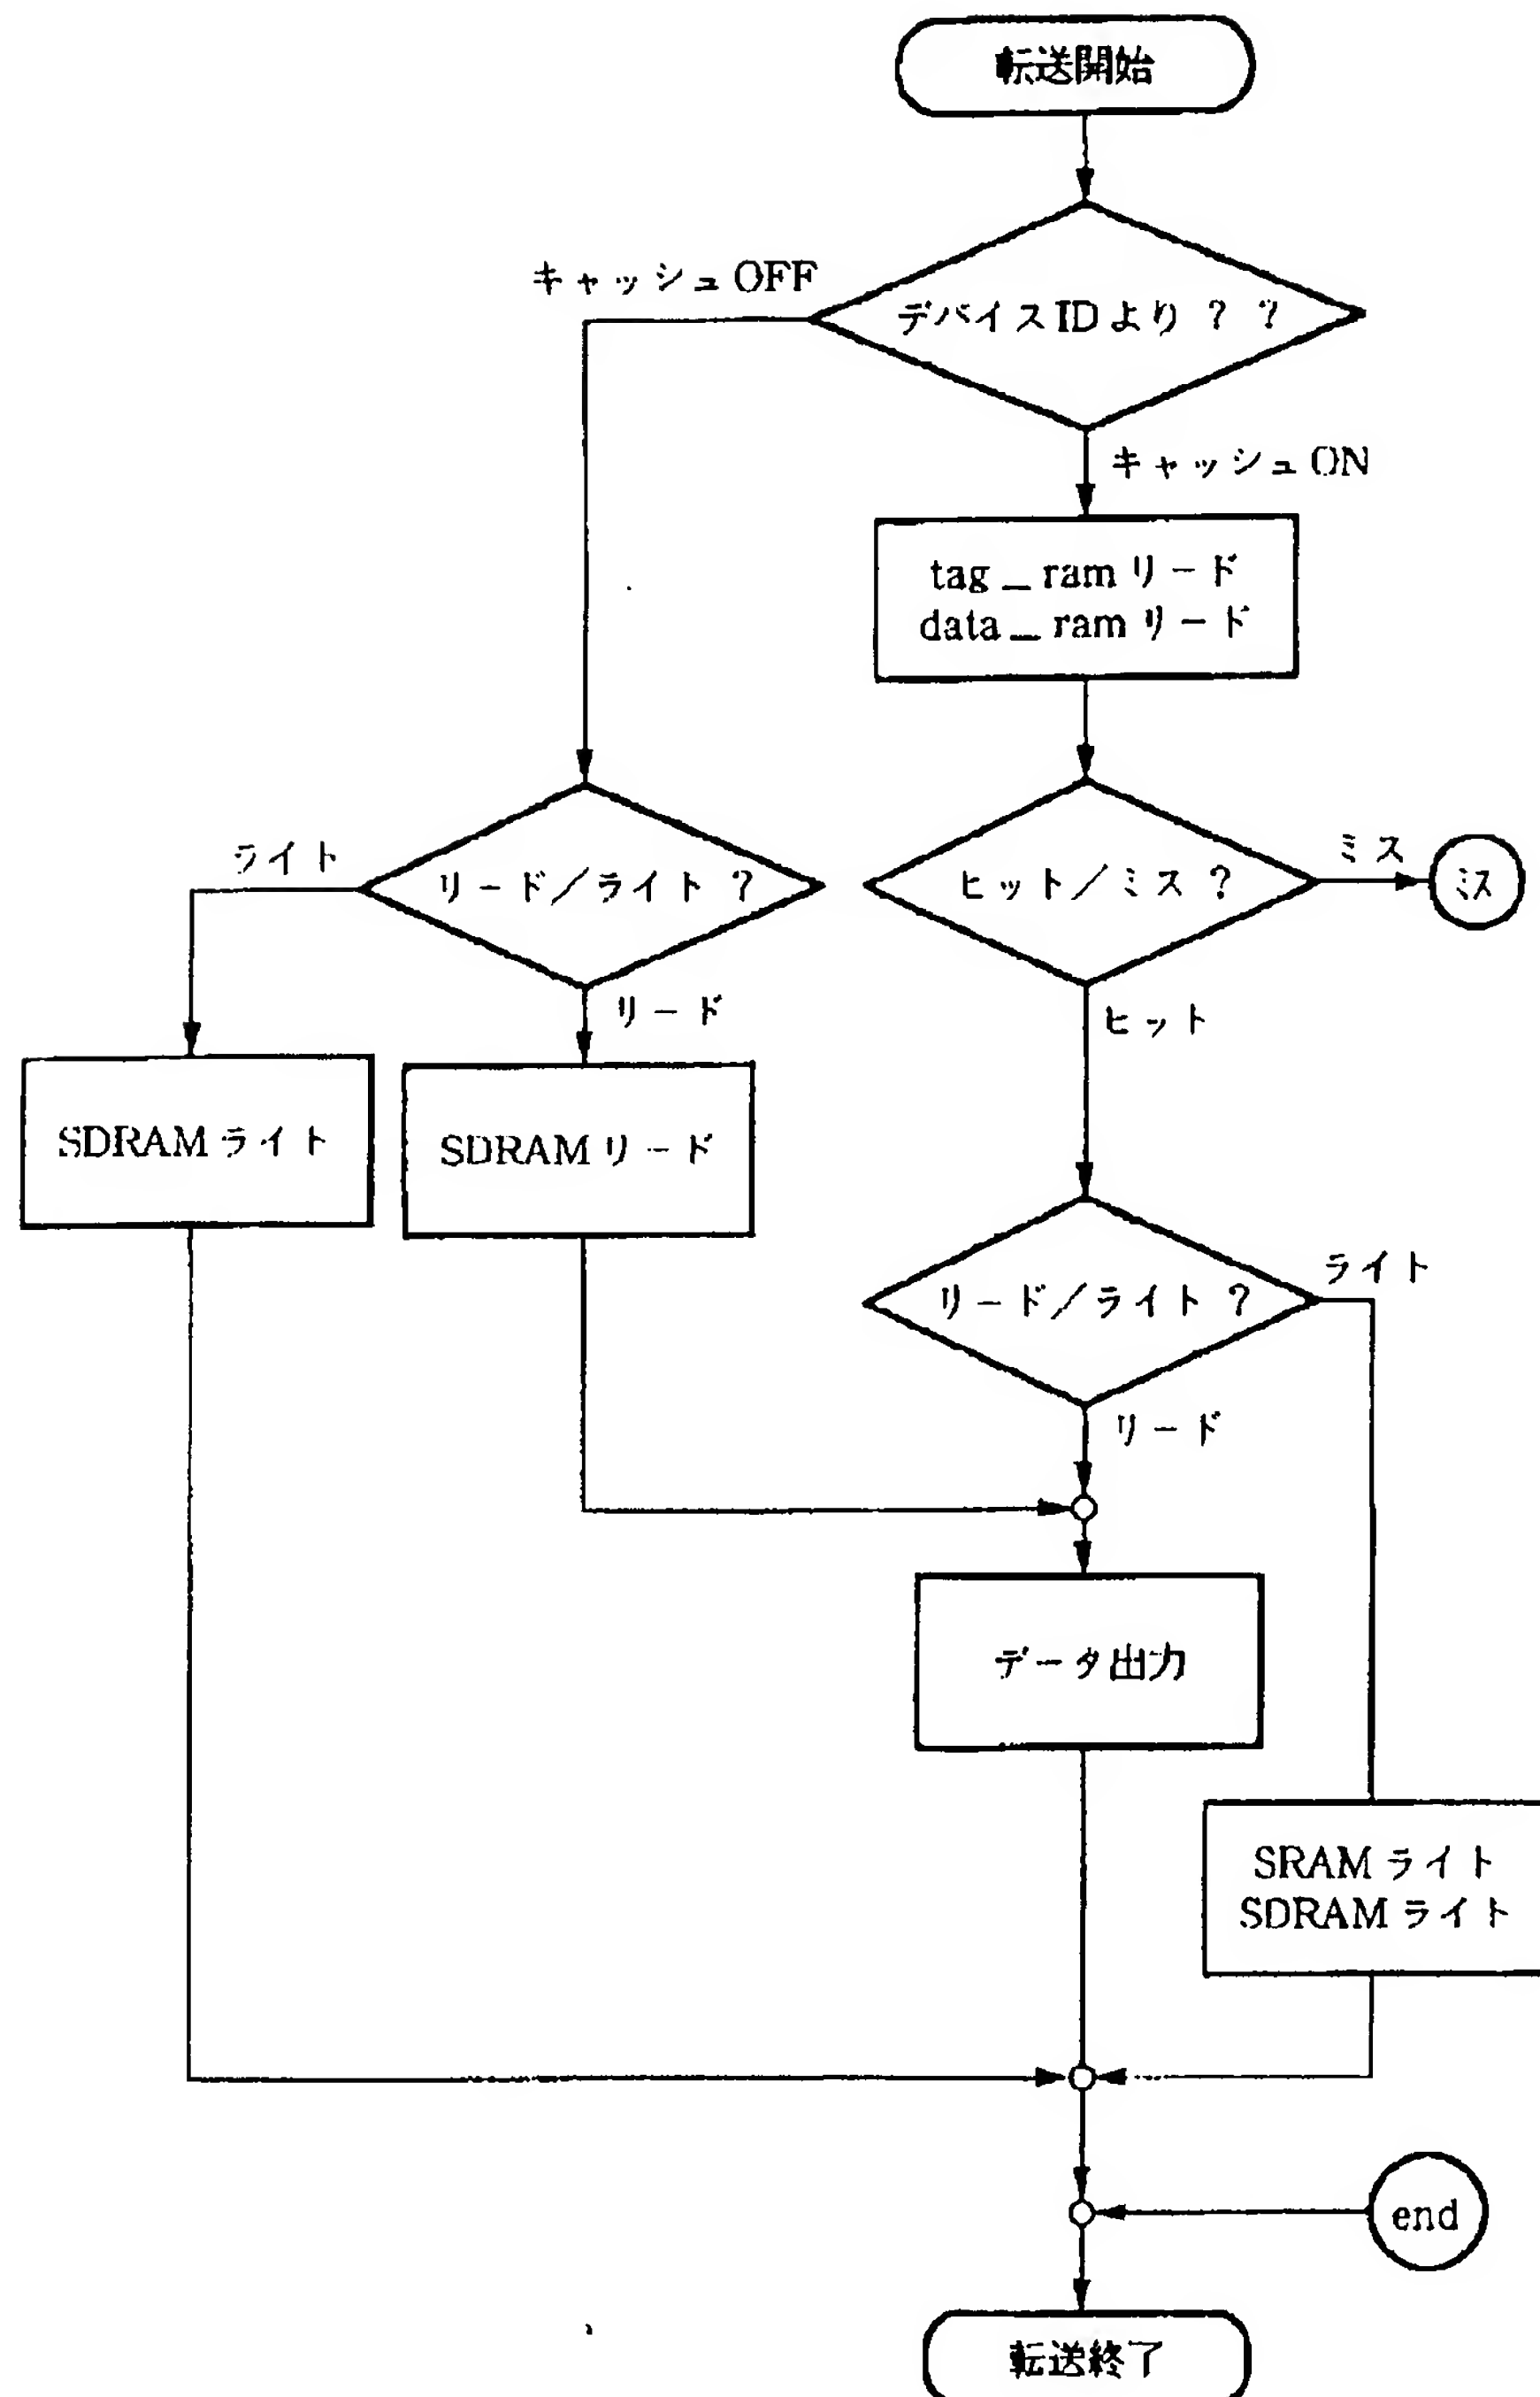 転送開始
キャッシュOFF
デバイスIDより？？
キャッシュON
tag＿ramリード
data＿ramリード
ライト
リード／ライト？
ヒット／ミス？
ミス
ミス
リード
ヒット
SDRAMライト
SDRAMリード
リード／ライト？
ライト
リード
データ出力
SRAMライト
SDRAMライト
end
転送終了